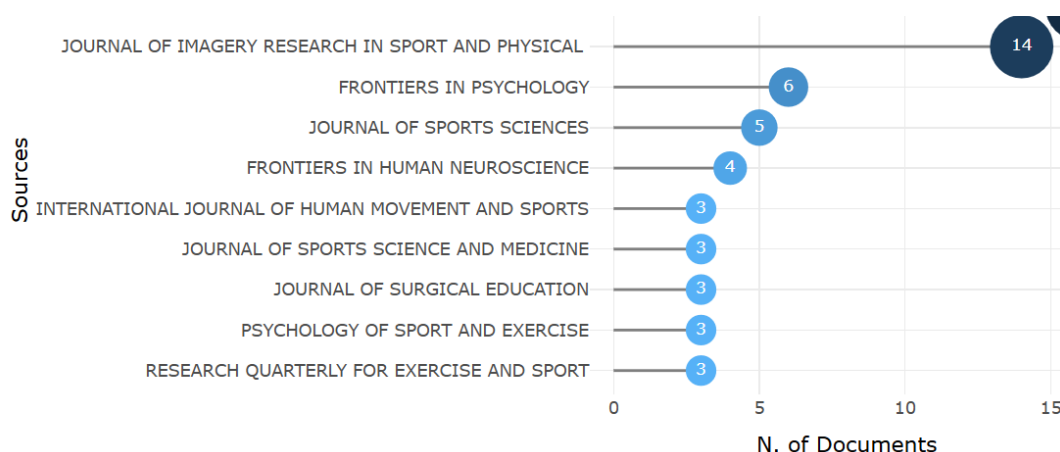 JOURNAL OF IMAGERY RESEARCH IN SPORT AND PHYSICAL
14
FRONTIERS IN PSYCHOLOGY
6
JOURNAL OF SPORTS SCIENCES
5
FRONTIERS IN HUMAN NEUROSCIENCE
4
INTERNATIONAL JOURNAL OF HUMAN MOVEMENT AND SPORTS
3
JOURNAL OF SPORTS SCIENCE AND MEDICINE
3
JOURNAL OF SURGICAL EDUCATION
3
PSYCHOLOGY OF SPORT AND EXERCISE
3
RESEARCH QUARTERLY FOR EXERCISE AND SPORT
3
Sources
0 5 10 15
N. of Documents